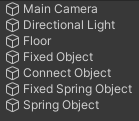 Main Camera
Directional Light
Floor
Fixed Object
Connect Object
Fixed Spring Object
Spring Object